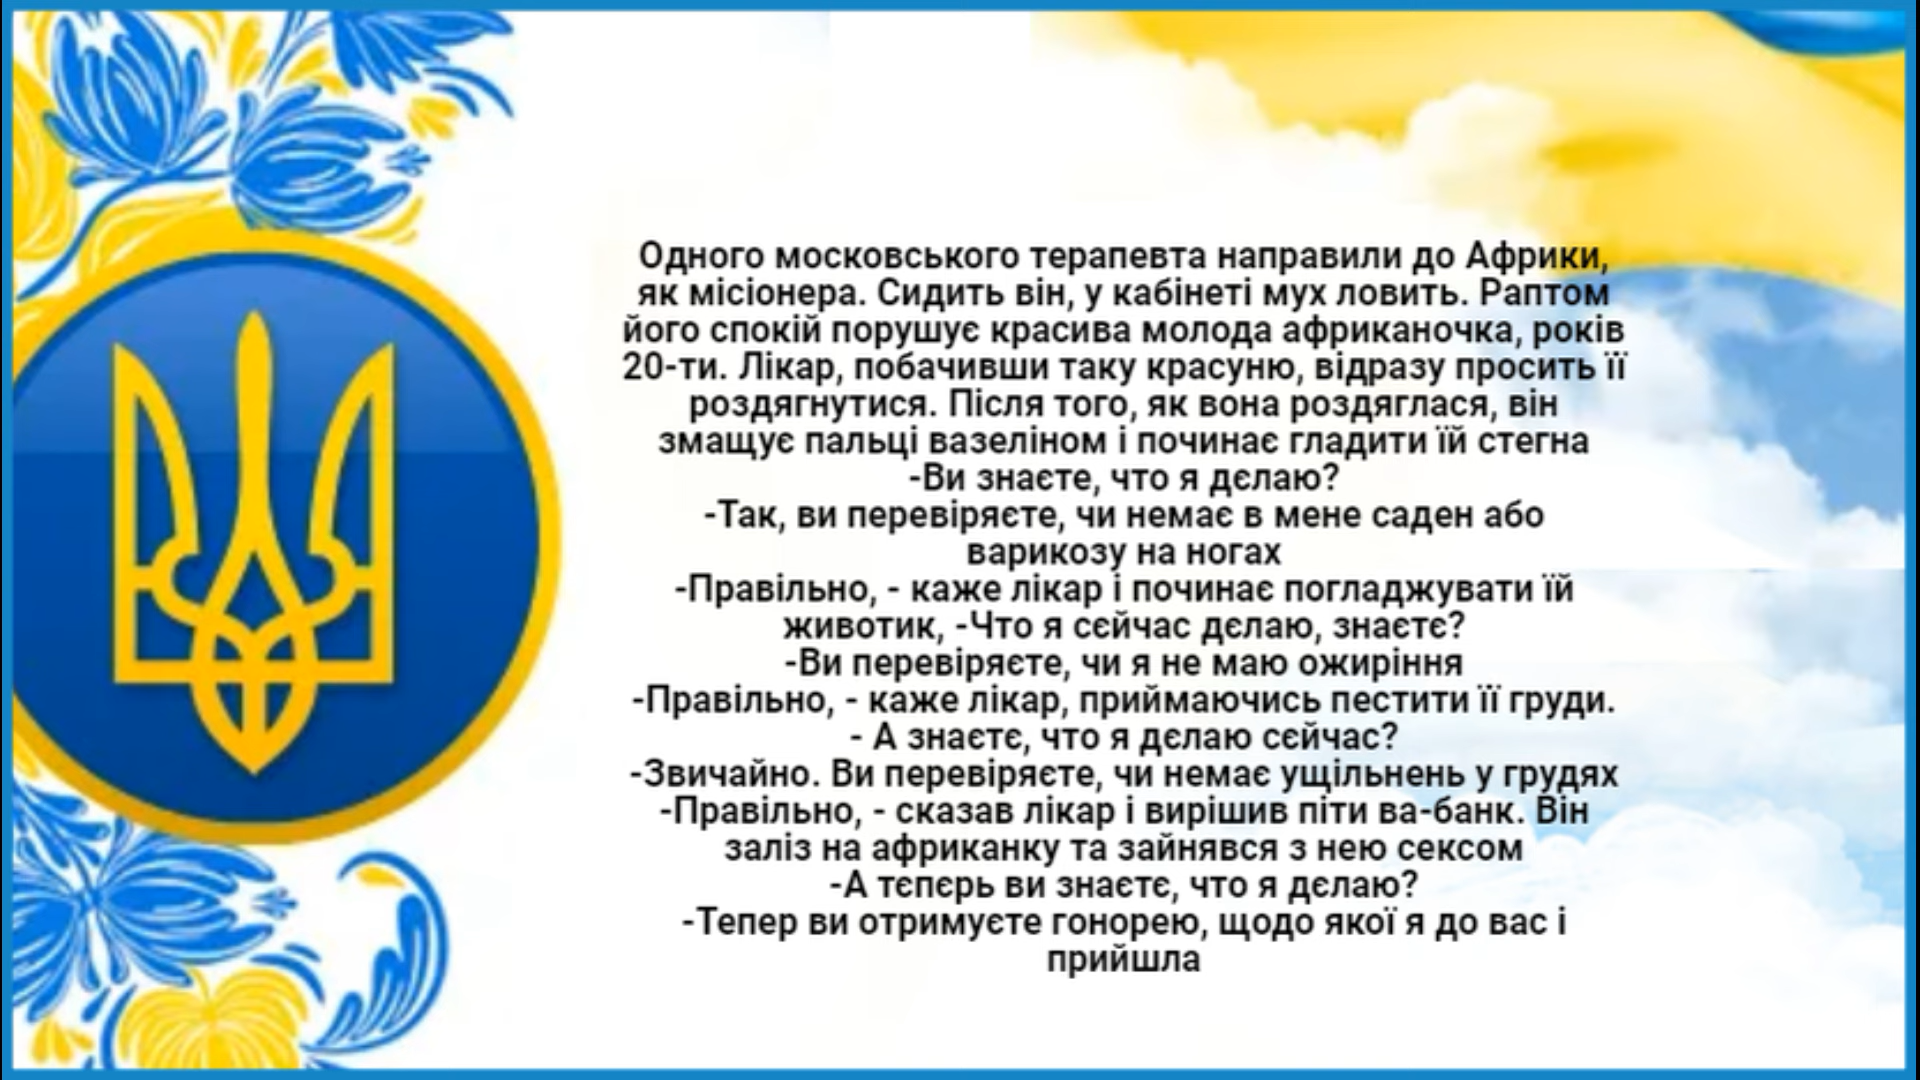 Одного московського терапевта направили до Африки,
як місіонера. Сидить він, у кабінеті мух ловить. Раптом
його спокій порушує красива молода африканочка, років
20-ти. Лікар, побачивши таку красуню, відразу просить її
роздягнутися. Після того, як вона роздяглася, він
змащує пальці вазеліном і починає гладити їй стегна
-Ви знаєте, что я дєлаю?
-Так, ви перевіряєте, чи немає в мене саден або
варикозу на ногах
-Правільно, - каже лікар і починає погладжувати їй
животик, -Что я сєйчас дєлаю, знаєтє?
-Ви перевіряєте, чи я не маю ожиріння
-Правільно, - каже лікар, приймаючись пестити її груди.
- А знаєтє, что я дєлаю сєйчас?
-Звичайно. Ви перевіряєте, чи немає ущільнень у грудях
-Правільно, - сказав лікар і вирішив піти ва-банк. Він
заліз на африканку та зайнявся з нею сексом
-А тєпєрь ви знаєтє, что я дєлаю?
-Тепер ви отримуєте гонорею, щодо якої я до вас і
прийшла